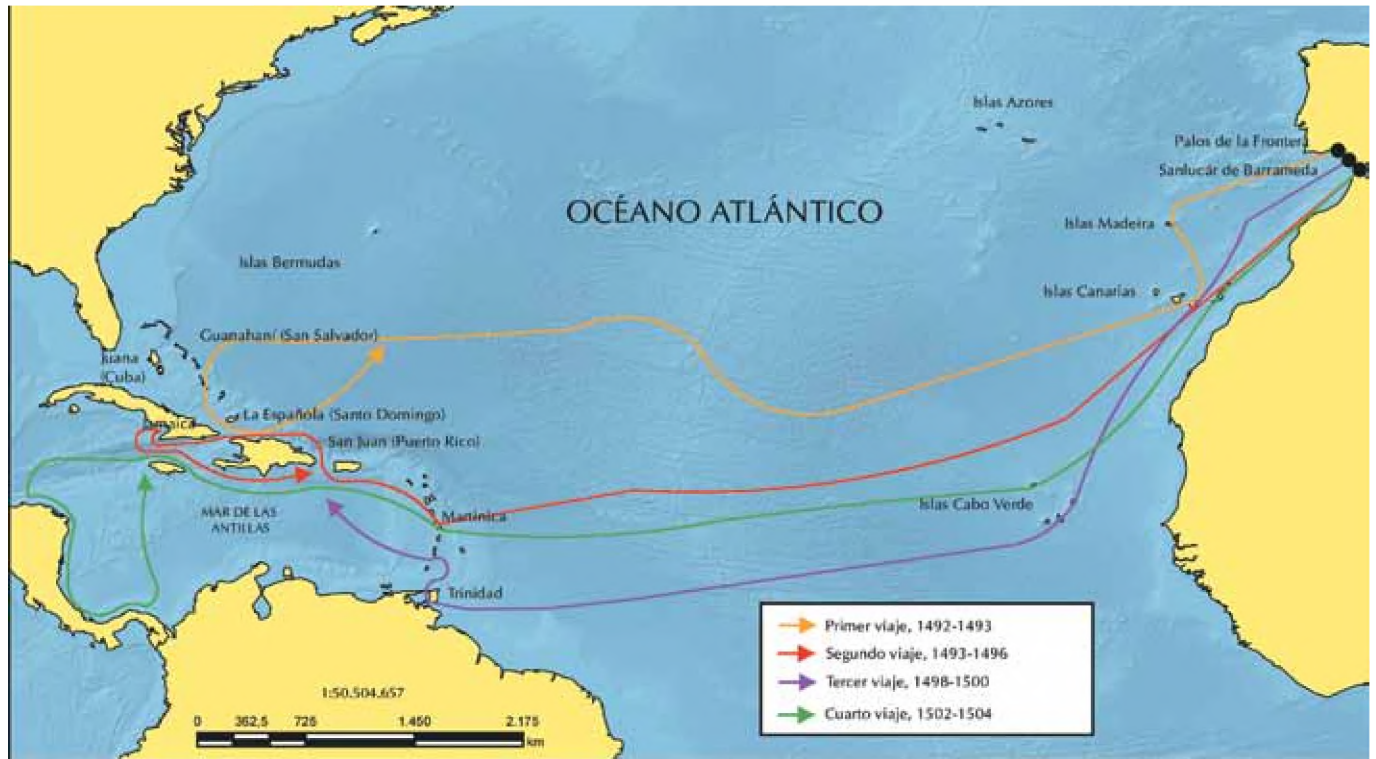 Islas Azores
Palos de la Frontera
Sanlucár de Barrameda
OCÉANO ATLÁNTICO
Islas Madeira
Islas Bermudas
Islas Canarias
Guanahaní (San Salvador)
Juana
(Cuba)
La Española (Santo Domingo)
Jamaica
San Juan (Puerto Rico)
MAR DE LAS
ANTILLAS
Martinica
Islas Cabo Verde
Trinidad
Primer viaje, 1492-1493
Segundo viaje, 1493-1496
Tercer viaje, 1498-1500
Cuarto viaje, 1502-1504
1:50.504.657
0 362,5 725 1.450 2.175
km